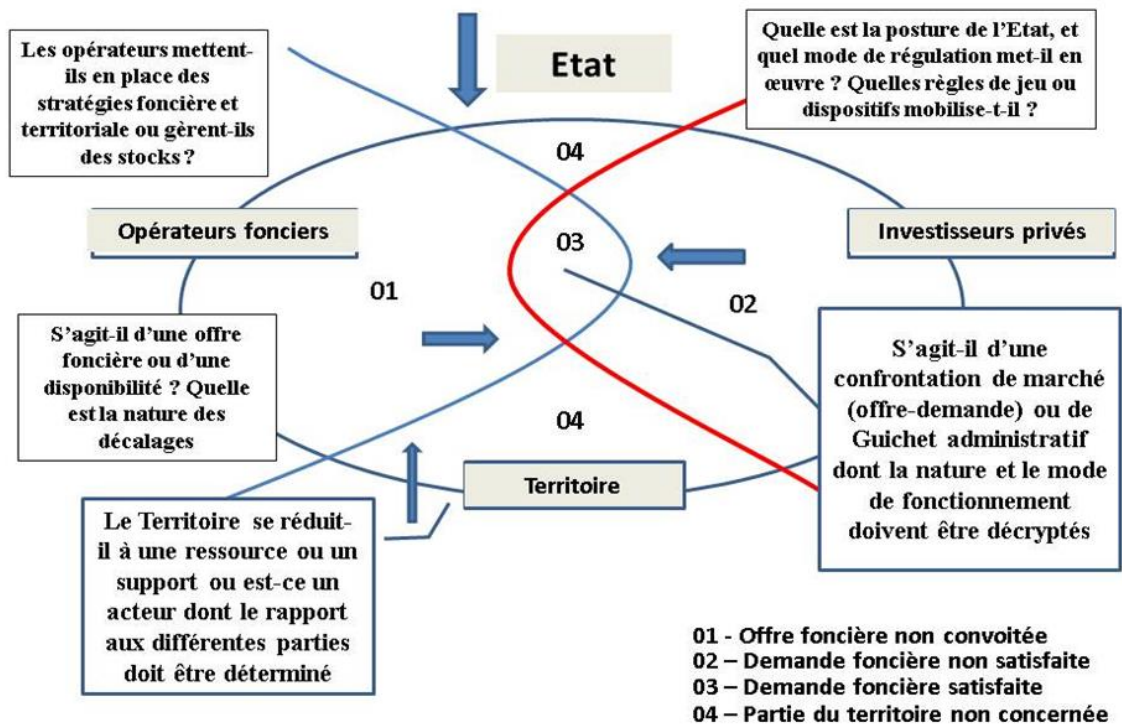 Les opérateurs mettent-
ils en place des
stratégies foncière et
territoriale ou gèrent-ils
des stocks ?
Etat
Quelle est la posture de l'Etat, et
quel mode de régulation met-il en
œuvre ? Quelles règles de jeu ou
dispositifs mobilise-t-il ?
04
Opérateurs fonciers
03
Investisseurs privés
01
02
S'agit-il d'une offre
foncière ou d'une
disponibilité ? Quelle
est la nature des
décalages
S'agit-il d'une
confrontation de marché
(offre-demande) ou de
Guichet administratif
dont la nature et le mode
de fonctionnement
doivent être décryptés
04
Territoire
Le Territoire se réduit-
il à une ressource ou un
support ou est-ce un
acteur dont le rapport
aux différentes parties
doit être déterminé
01 - Offre foncière non convoitée
02 – Demande foncière non satisfaite
03 – Demande foncière satisfaite
04 – Partie du territoire non concernée